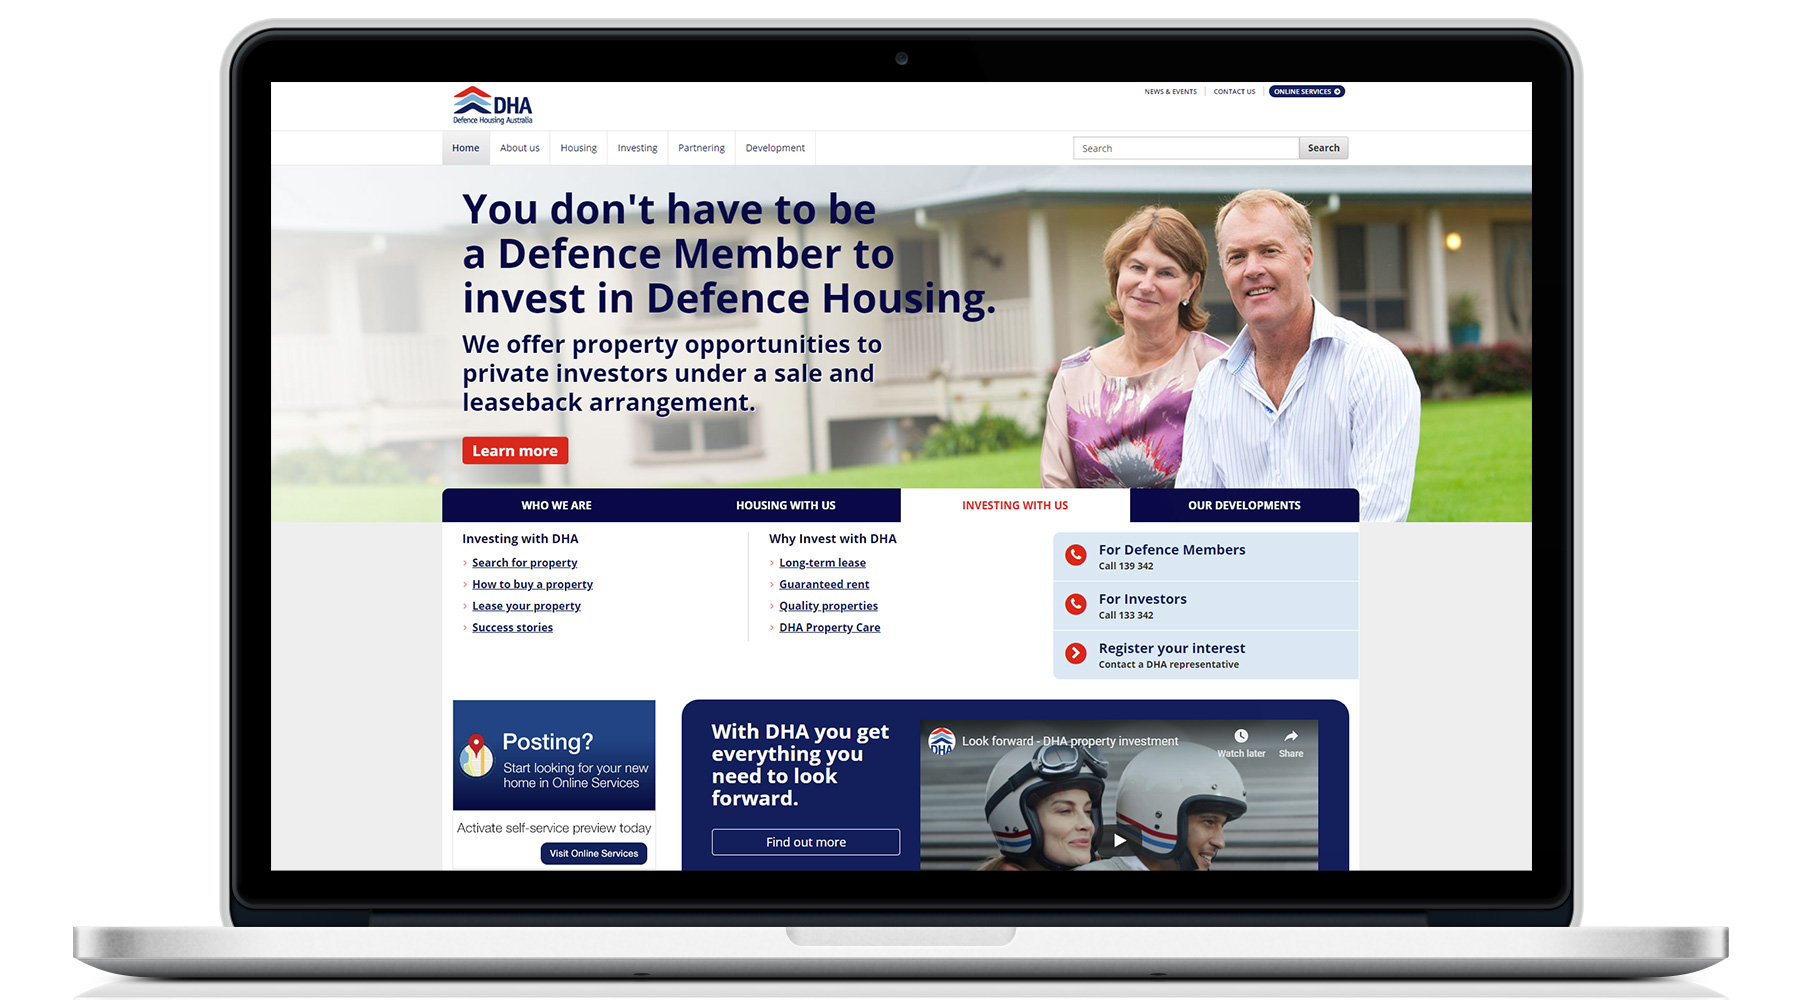 DHA
Defence Housing Australia
NEWS & EVENTS
CONTACT US
ONLINE SERVICES
Home
About us
Housing
Investing
Partnering
Development
Search
Search
You don't have to be
a Defence Member to
invest in Defence Housing.
We offer property opportunities to
private investors under a sale and
leaseback arrangement.
Learn more
WHO WE ARE
HOUSING WITH US
INVESTING WITH US
OUR DEVELOPMENTS
Investing with DHA
Search for property
How to buy a property
Lease your property
Success stories
Why Invest with DHA
Long-term lease
Guaranteed rent
Quality properties
DHA Property Care
For Defence Members
Call 139 342
For Investors
Call 133 342
Register your interest
Contact a DHA representative
Posting?
Start looking for your new
home in Online Services
Activate self-service preview today
Visit Online Services
With DHA you get
everything you
need to look
forward.
Find out more
DHA
Look forward - DHA property investment
Watch later
Share